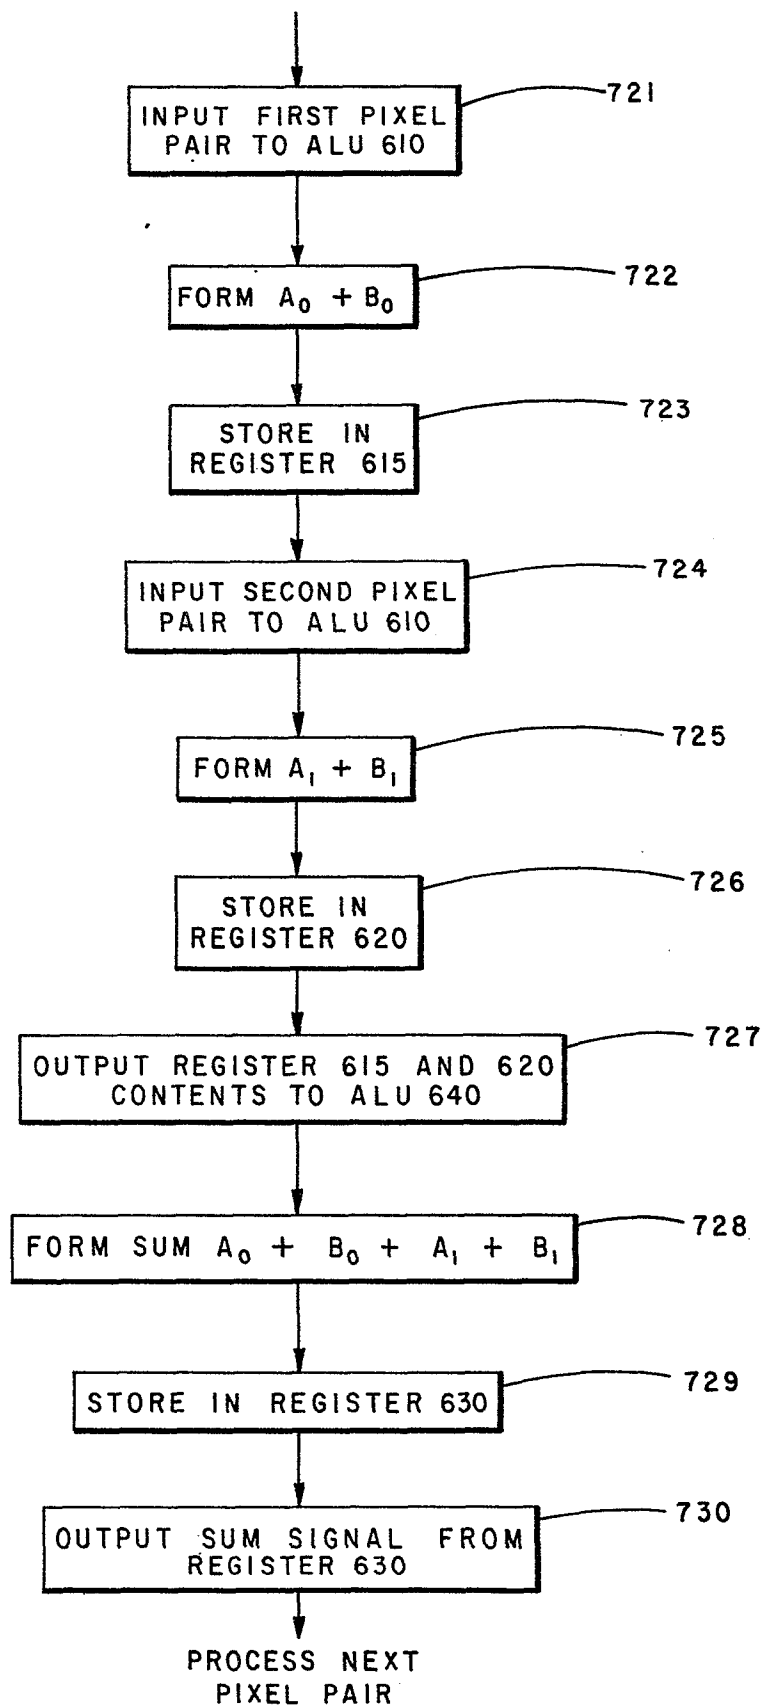 721
INPUT FIRST PIXEL
PAIR TO ALU 610
722
FORM A₀ + B₀
723
STORE IN
REGISTER 615
724
INPUT SECOND PIXEL
PAIR TO ALU 610
725
FORM A₁ + B₁
726
STORE IN
REGISTER 620
727
OUTPUT REGISTER 615 AND 620
CONTENTS TO ALU 640
728
FORM SUM A₀ + B₀ + A₁ + B₁
729
STORE IN REGISTER 630
730
OUTPUT SUM SIGNAL FROM
REGISTER 630
PROCESS NEXT
PIXEL PAIR